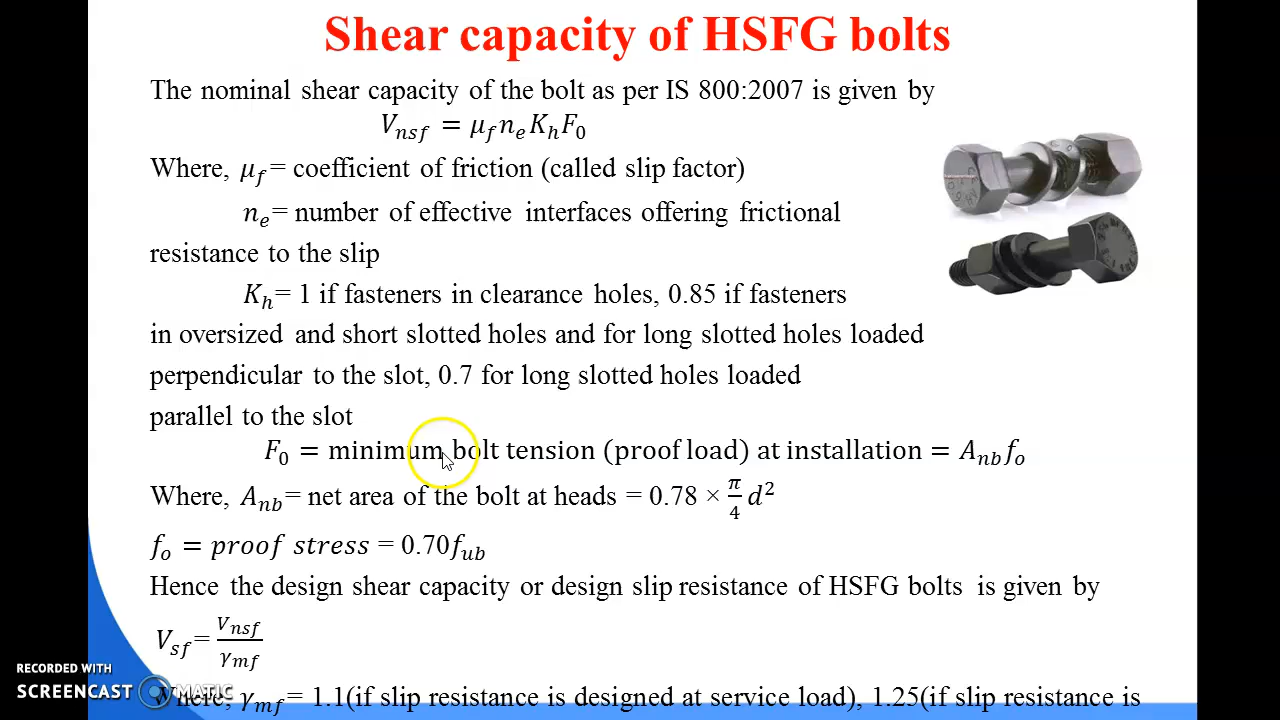 Shear capacity of HSFG bolts
The nominal shear capacity of the bolt as per IS 800:2007 is given by
V_nsf = μ_f n_e K_h F_0
Where, μ_f = coefficient of friction (called slip factor)
n_e = number of effective interfaces offering frictional
resistance to the slip
K_h = 1 if fasteners in clearance holes, 0.85 if fasteners
in oversized and short slotted holes and for long slotted holes loaded
perpendicular to the slot, 0.7 for long slotted holes loaded
parallel to the slot
F_0 = minimum bolt tension (proof load) at installation = A_nb f_o
Where, A_nb = net area of the bolt at heads = 0.78 × π/4 d²
f_o = proof stress = 0.70f_ub
Hence the design shear capacity or design slip resistance of HSFG bolts is given by
V_sf = V_nsf/γ_mf
Where, γ_mf = 1.1(if slip resistance is designed at service load), 1.25(if slip resistance is
RECORDED WITH
SCREENCAST MATIC